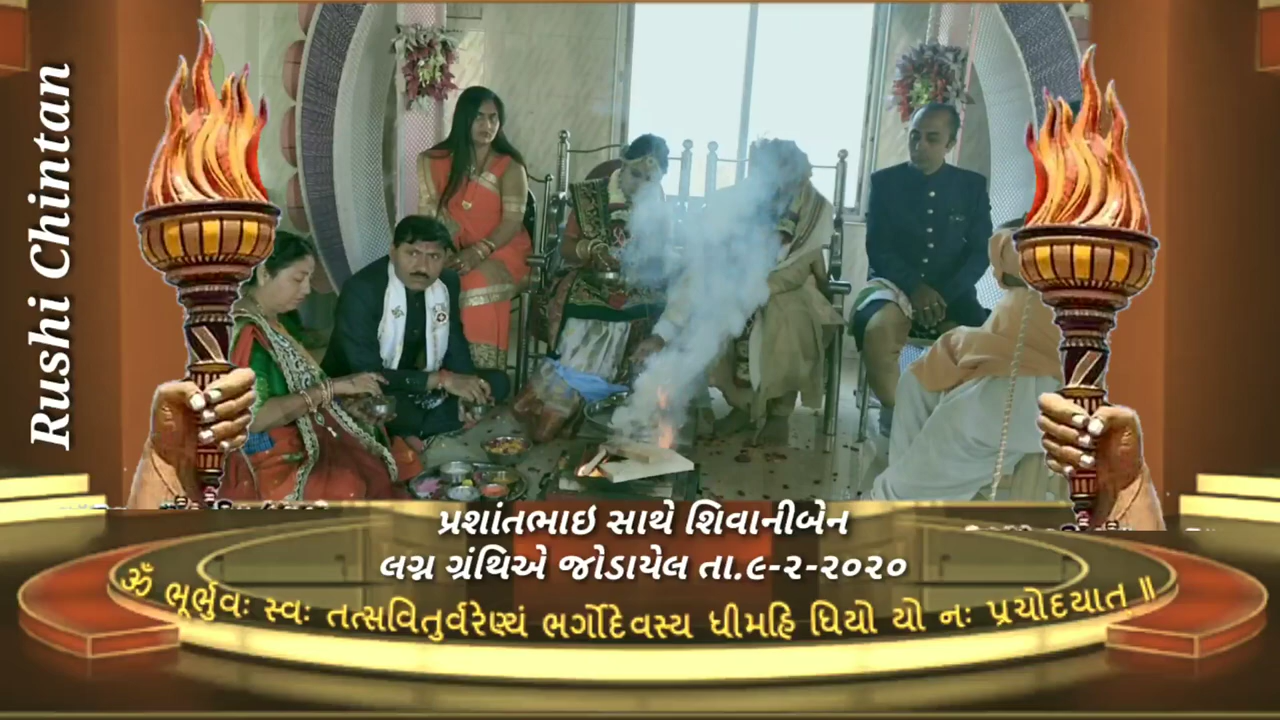 Rushi Chintan
પ્રશાંતભાઇ સાથે શિવાનીબેન
લગ્ન ગ્રંથિએ જોડાયેલ તા.૯-૨-૨૦૨૦
ૐ ભૂર્ભુવઃ સ્વઃ તત્સવિતુર્વરેણ્યં ભર્ગોદેવસ્ય ધીમહિ ધિયો યો નઃ પ્રચોદયાત ॥